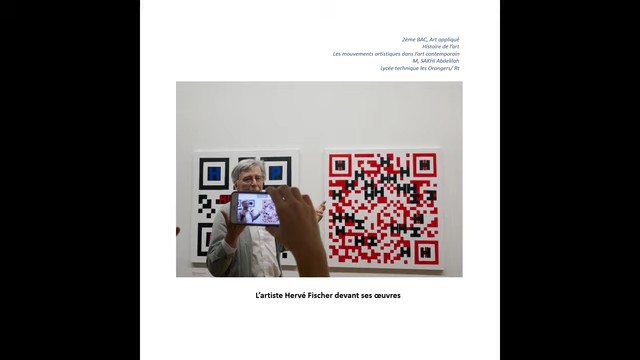 2ème BAC, Art appliqué
Histoire de l'art
Les mouvements artistiques dans l'art contemporain
M, SAKHI Abdelilah
Lycée technique les Orangers/ Rt
L'artiste Hervé Fischer devant ses œuvres